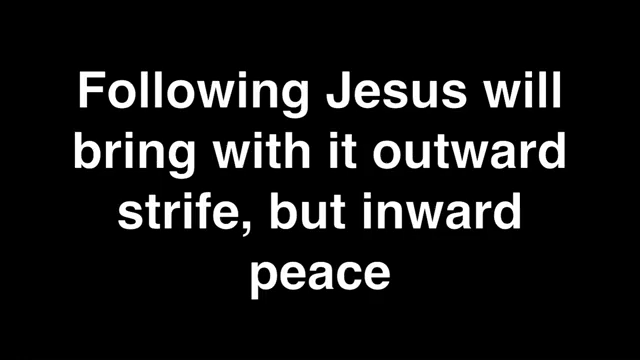 Following Jesus will
bring with it outward
strife, but inward
peace